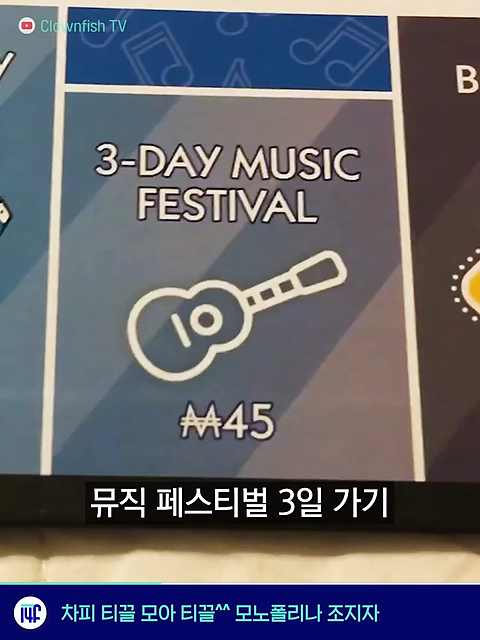 Clownfish TV
Y
B
3-DAY MUSIC
FESTIVAL
₩45
뮤직 페스티벌 3일 가기
14F
차피 티끌 모아 티끌^^ 모노폴리나 조지자